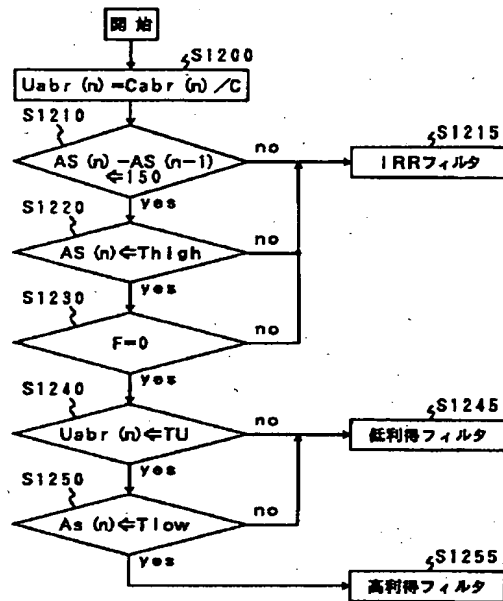 開始
S1200
Uabr (n) =Cabr (n) /C
S1210
AS (n) -AS (n-1)
⇐150
no
yes
S1215
IRRフィルタ
S1220
AS (n) ⇐Thigh
no
yes
S1230
F=0
no
yes
S1240
Uabr (n) ⇐TU
no
yes
S1245
低利得フィルタ
S1250
As (n) ⇐Tlow
no
yes
S1255
高利得フィルタ